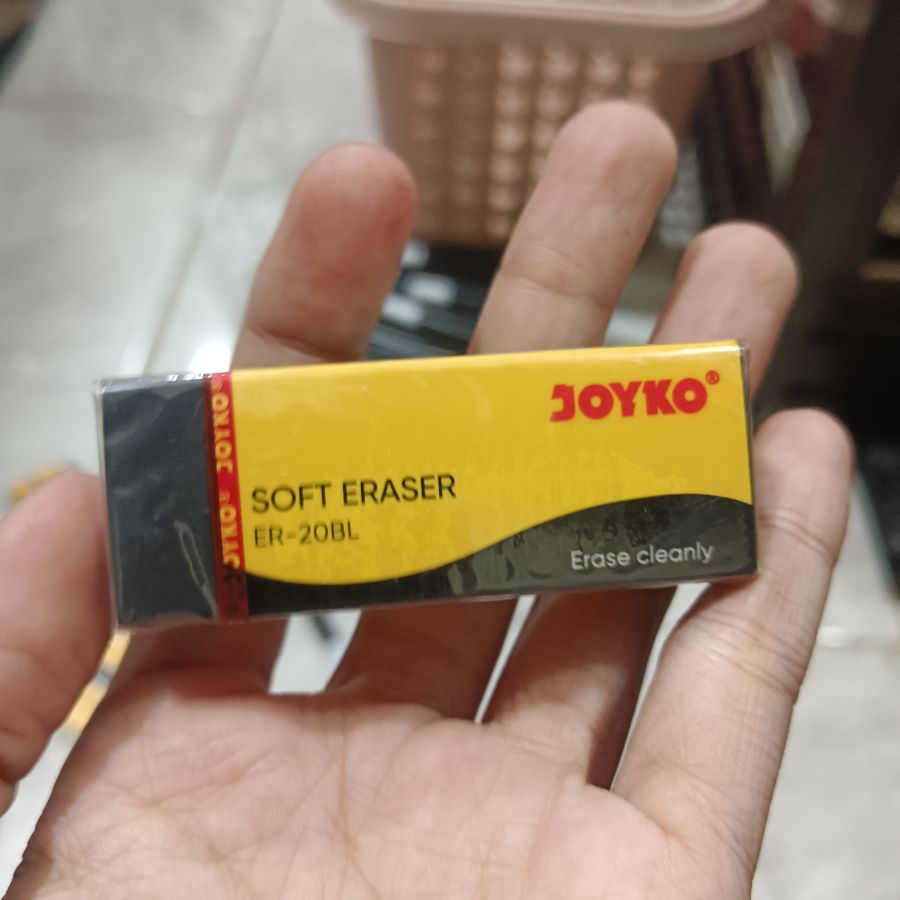 JOYKO®
SOFT ERASER
ER-20BL
Erase cleanly
JOYKO® JOYKO®